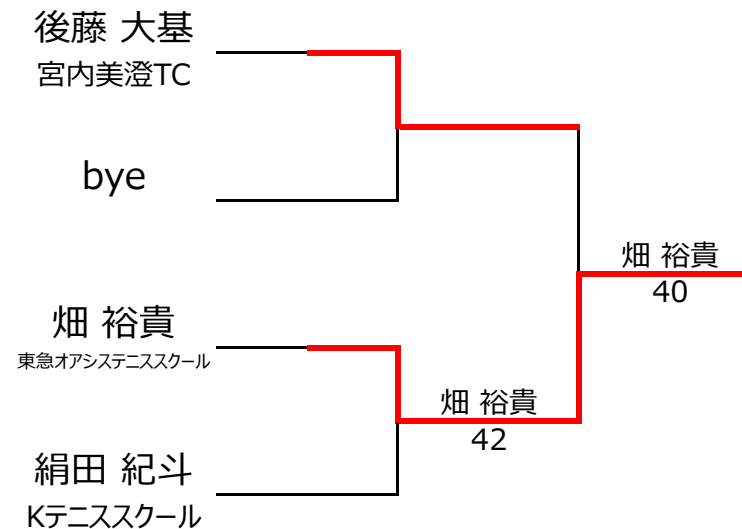 後藤 大基
宮内美澄TC
bye
畑 裕貴
40
畑 裕貴
東急オアシステニススクール
畑 裕貴
42
絹田 紀斗
Kテニススクール